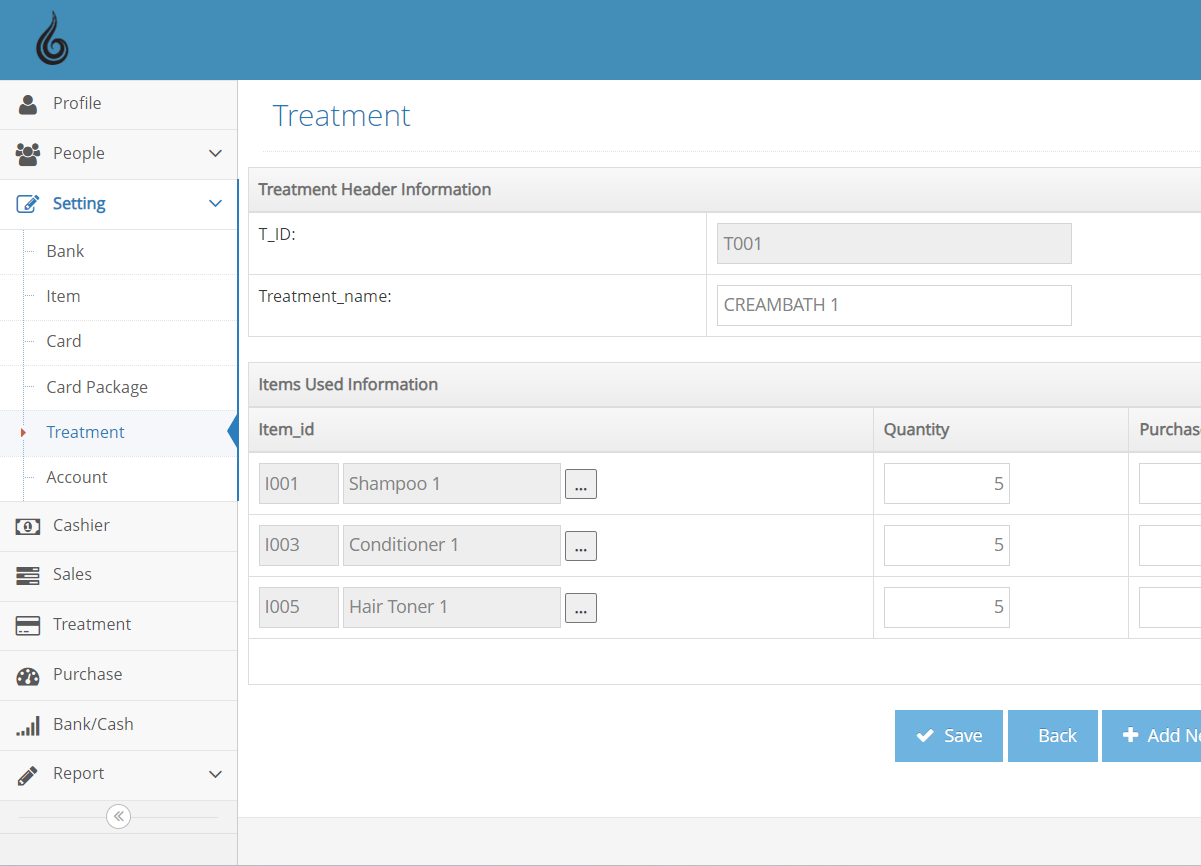 Profile
People
Setting
Bank
Item
Card
Card Package
Treatment
Account
Cashier
Sales
Treatment
Purchase
Bank/Cash
Report
Treatment
Treatment Header Information
T_ID: T001
Treatment_name: CREAMBATH 1
Items Used Information
Item_id Quantity Purchas
I001 Shampoo 1 ... 5
I003 Conditioner 1 ... 5
I005 Hair Toner 1 ... 5
Save Back Add Ne